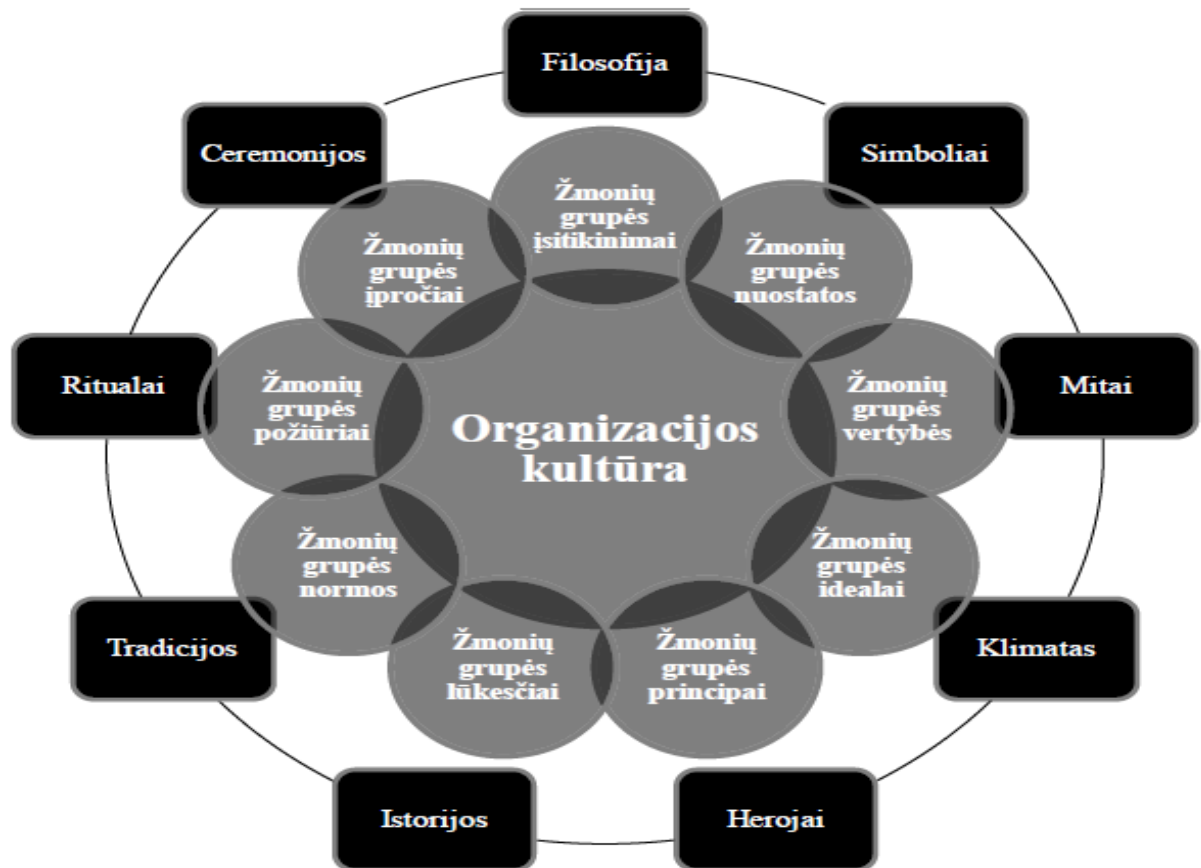 Filosofija
Simboliai
Mitai
Klimatas
Herojai
Istorijos
Tradicijos
Ritualai
Ceremonijos
Žmonių
grupės
įsitikinimai
Žmonių
grupės
nuostatos
Žmonių
grupės
vertybės
Žmonių
grupės
idealai
Žmonių
grupės
principai
Žmonių
grupės
lūkesčiai
Žmonių
grupės
normos
Žmonių
grupės
požiūriai
Žmonių
grupės
įpročiai
Organizacijos
kultūra